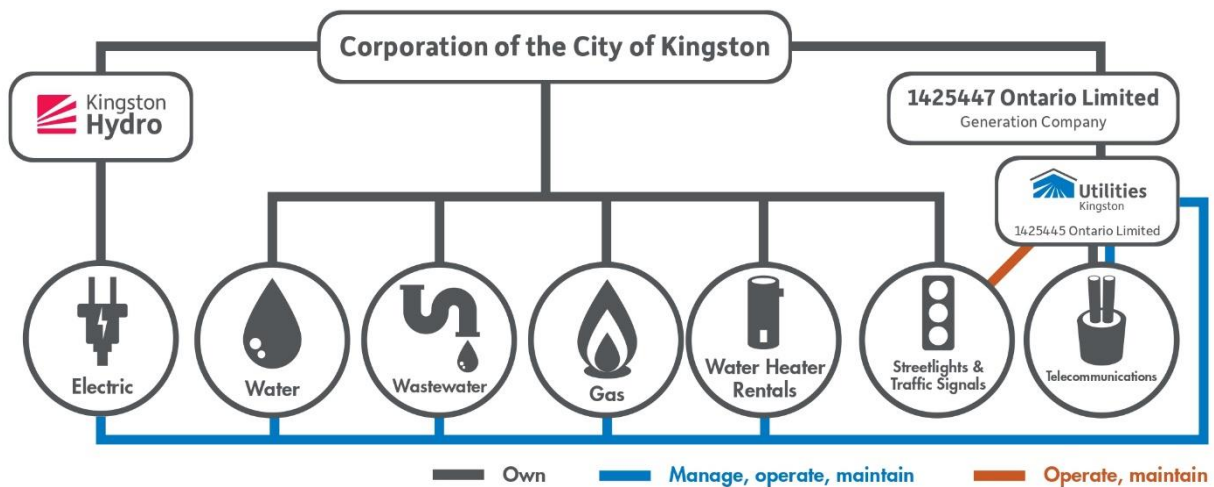 Corporation of the City of Kingston
Kingston
Hydro
1425447 Ontario Limited
Generation Company
Utilities
Kingston
1425445 Ontario Limited
Electric
Water
Wastewater
Gas
Water Heater
Rentals
Streetlights &
Traffic Signals
Telecommunications
Own
Manage, operate, maintain
Operate, maintain